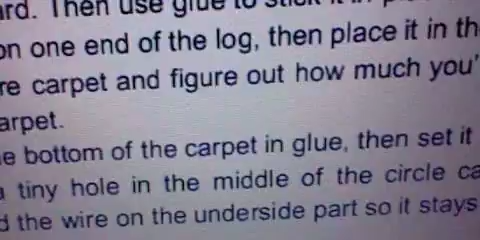 ard. Then use glue to stick it in
on one end of the log, then place it in th
re carpet and figure out how much you'
arpet.
e bottom of the carpet in glue, then set it
a tiny hole in the middle of the circle ca
d the wire on the underside part so it stays